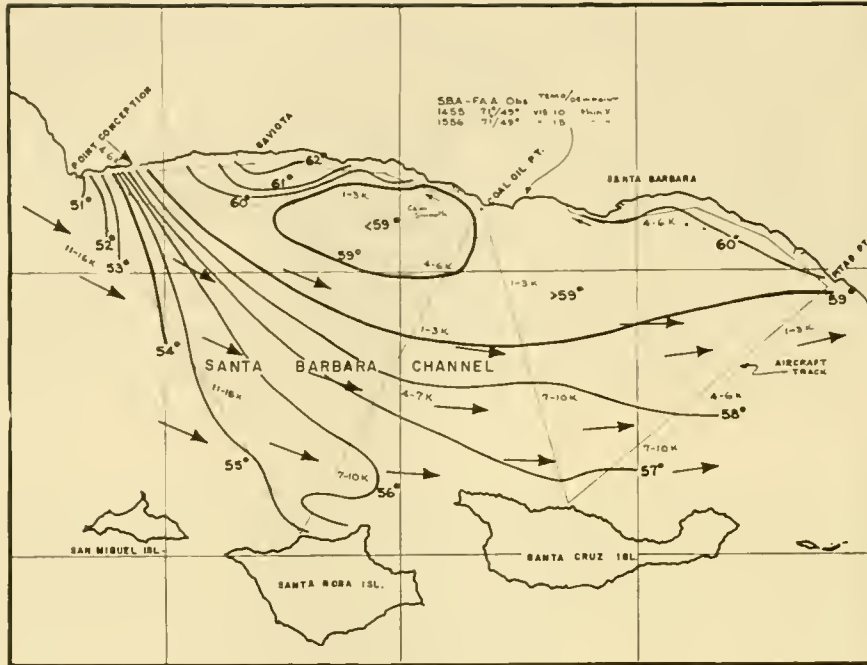 SBA-FAA Obs TEMP/DEWPOINT
1455 71°/49° VIS 10 thin
1556 71/49° " 15 " "
POINT CONCEPTION
GAVIOTA
COAL OIL PT.
SANTA BARBARA
4-6K
62°
61°
60°
51°
52°
53°
11-16K
1-3K
<59°
59°
4-6K
4-6K
60°
1-3K
>59°
59°
1-3K
1-3K
54°
SANTA BARBARA CHANNEL
AIRCRAFT TRACK
11-16K
4-7K
7-10K
4-6K
58°
55°
7-10K
56°
7-10K
57°
SAN MIGUEL ISL.
SANTA ROSA ISL.
SANTA CRUZ ISL.